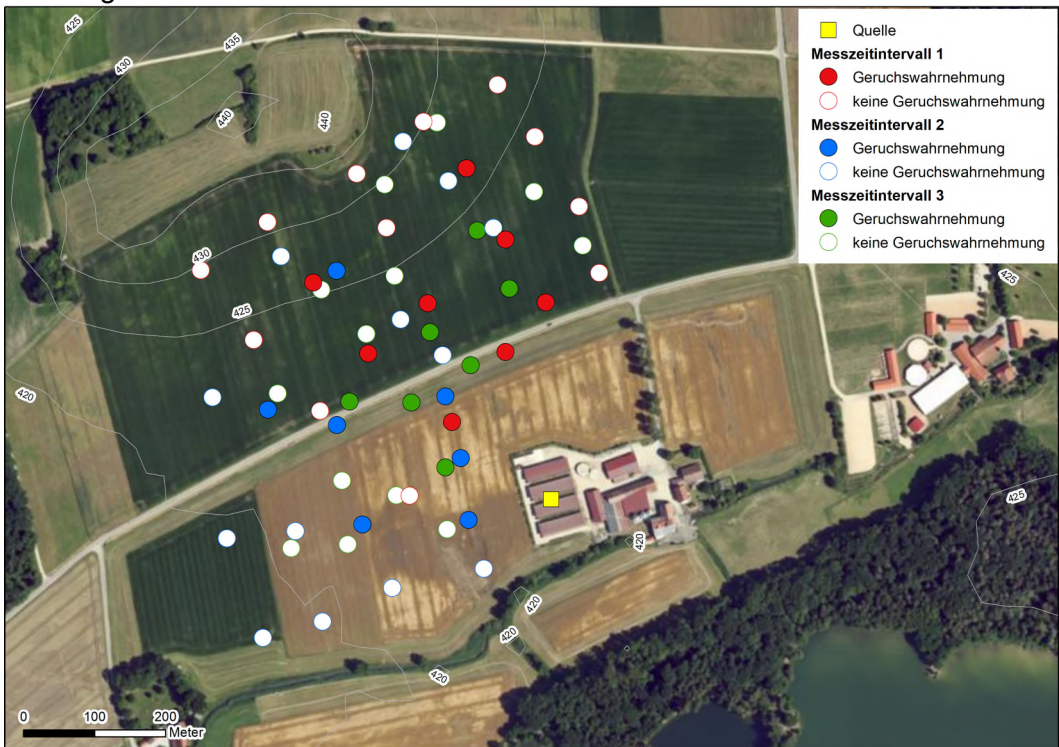 Quelle
Messzeitintervall 1
Geruchswahrnehmung
keine Geruchswahrnehmung
Messzeitintervall 2
Geruchswahrnehmung
keine Geruchswahrnehmung
Messzeitintervall 3
Geruchswahrnehmung
keine Geruchswahrnehmung
425
435
430
440
440
430
425
425
420
425
420
420
420
420
0 100 200
Meter